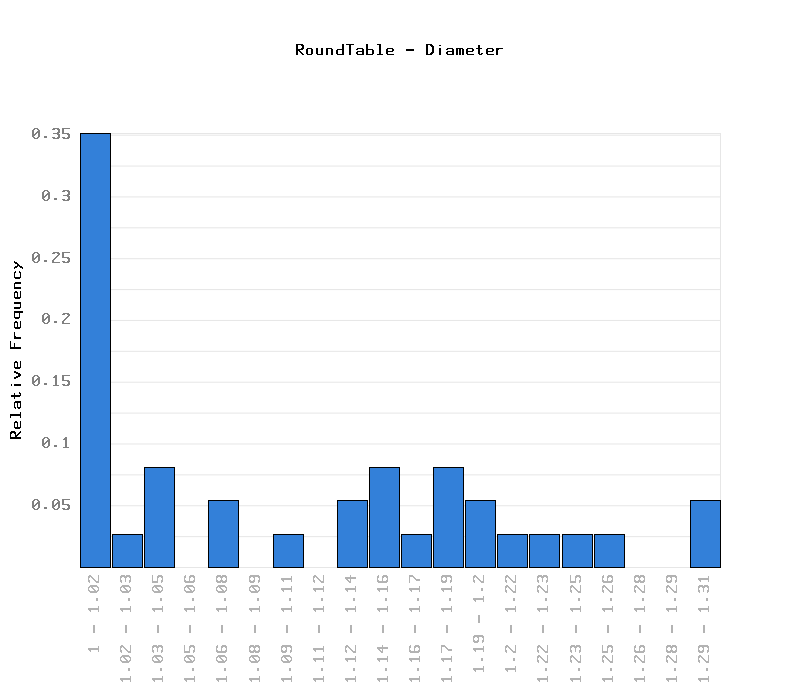 RoundTable - Diameter
Relative Frequency
0.35
0.3
0.25
0.2
0.15
0.1
0.05
1 - 1.02
1.02 - 1.03
1.03 - 1.05
1.05 - 1.06
1.06 - 1.08
1.08 - 1.09
1.09 - 1.11
1.11 - 1.12
1.12 - 1.14
1.14 - 1.16
1.16 - 1.17
1.17 - 1.19
1.19 - 1.2
1.2 - 1.22
1.22 - 1.23
1.23 - 1.25
1.25 - 1.26
1.26 - 1.28
1.28 - 1.29
1.29 - 1.31